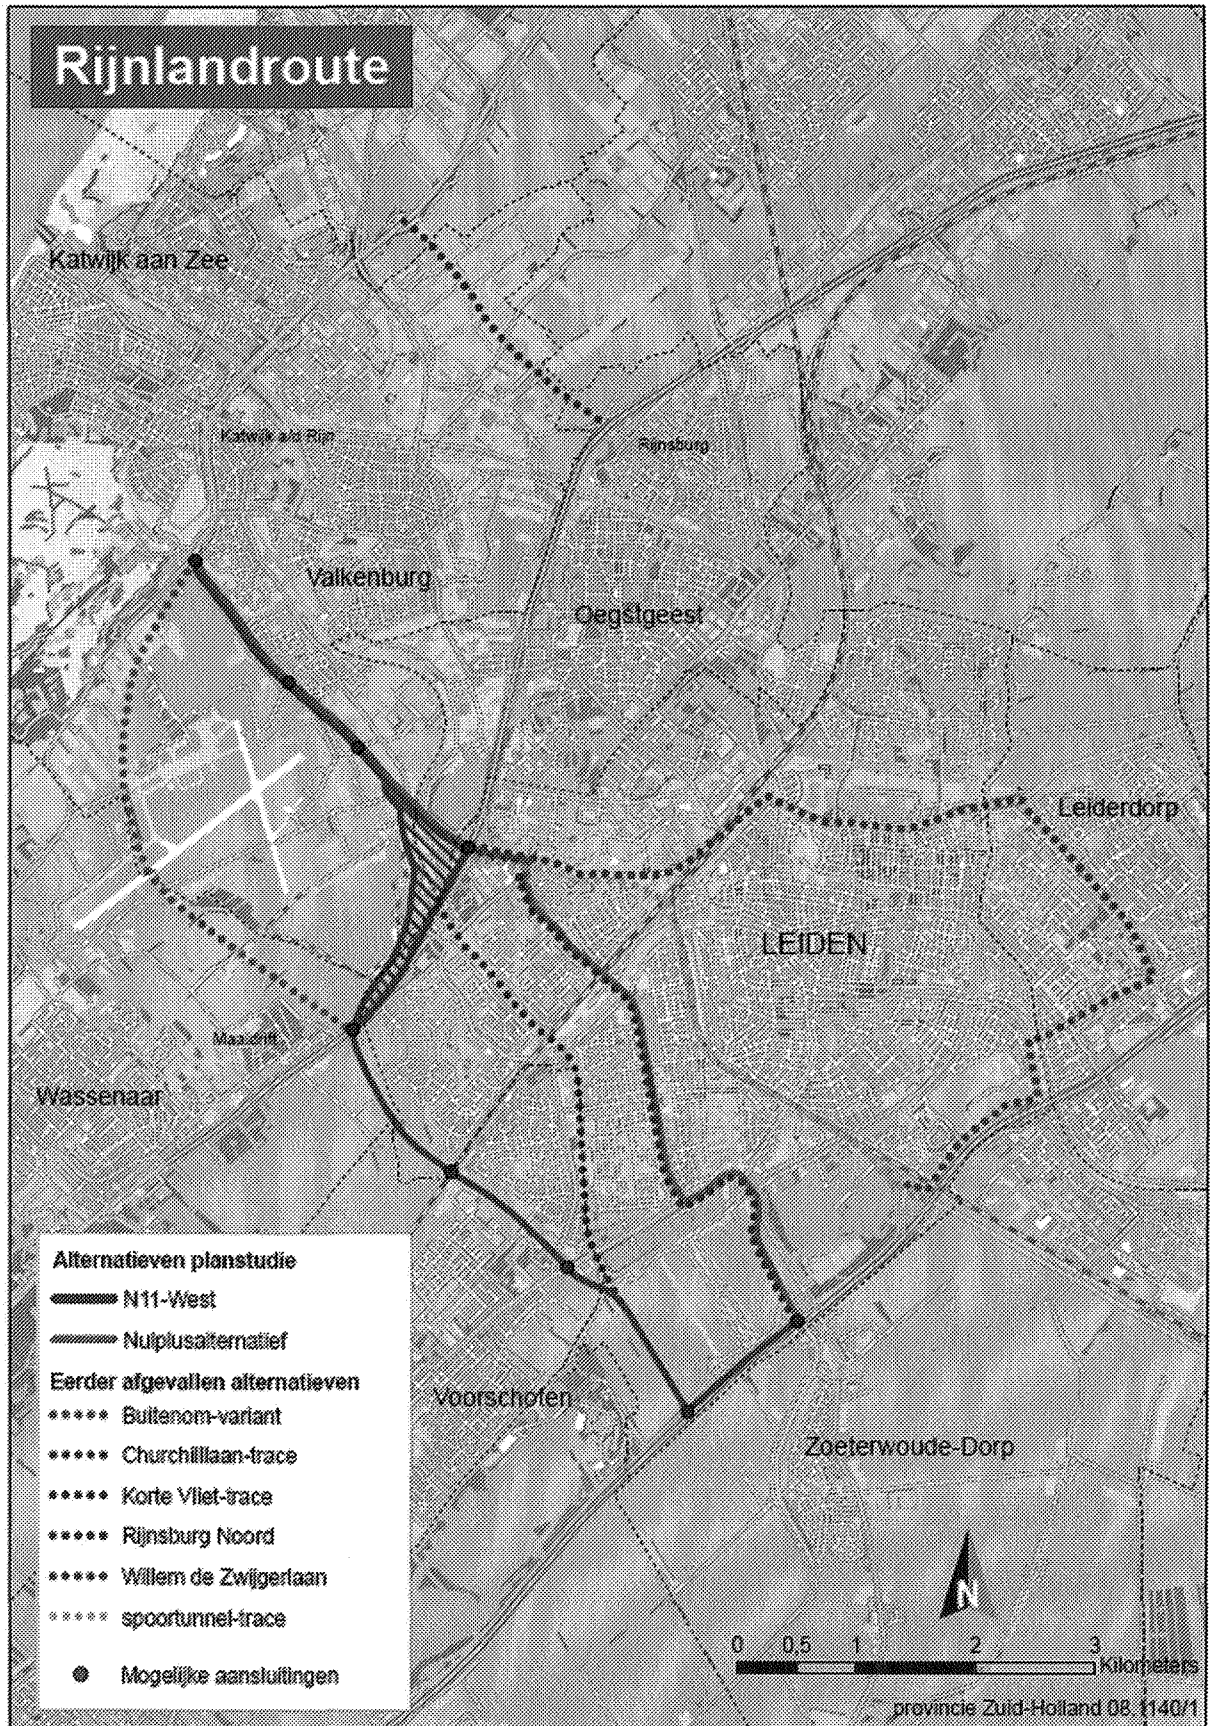 Rijnlandroute
Katwijk aan Zee
Katwijk a/d Rijn
Rijnsburg
Valkenburg
Oegstgeest
Leiderdorp
LEIDEN
Maaldrift
Wassenaar
Alternatieven planstudie
N11-West
Nulplusalternatief
Eerder afgevallen alternatieven
Buitenom-variant
Churchilllaan-trace
Korte Vliet-trace
Rijnsburg Noord
Willem de Zwijgerlaan
spoortunnel-trace
Mogelijke aansluitingen
Voorschoten
Zoeterwoude-Dorp
N
0 0,5 1 2 3
Kilometers
provincie Zuid-Holland 08.1140/1